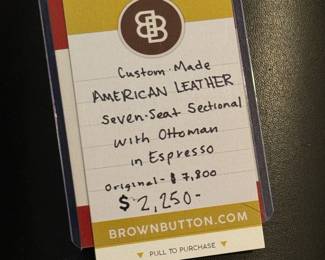 BB
Custom-Made
AMERICAN LEATHER
Seven-Seat Sectional
with Ottoman
in Espresso
Original - $7,800
$2,250-
BROWNBUTTON.COM
PULL TO PURCHASE